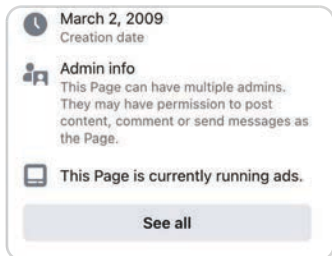 March 2, 2009
Creation date
Admin info
This Page can have multiple admins.
They may have permission to post
content, comment or send messages as
the Page.
This Page is currently running ads.
See all